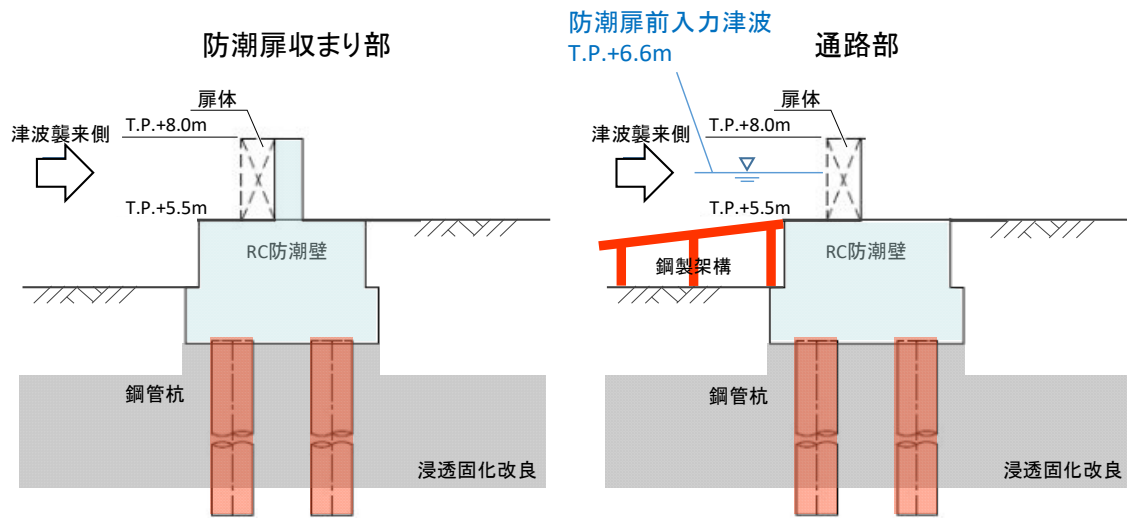 防潮扉収まり部
扉体
T.P.+8.0m
津波襲来側
T.P.+5.5m
RC防潮壁
鋼管杭
浸透固化改良
防潮扉前入力津波
T.P.+6.6m
通路部
扉体
T.P.+8.0m
津波襲来側
T.P.+5.5m
RC防潮壁
鋼製架構
鋼管杭
浸透固化改良